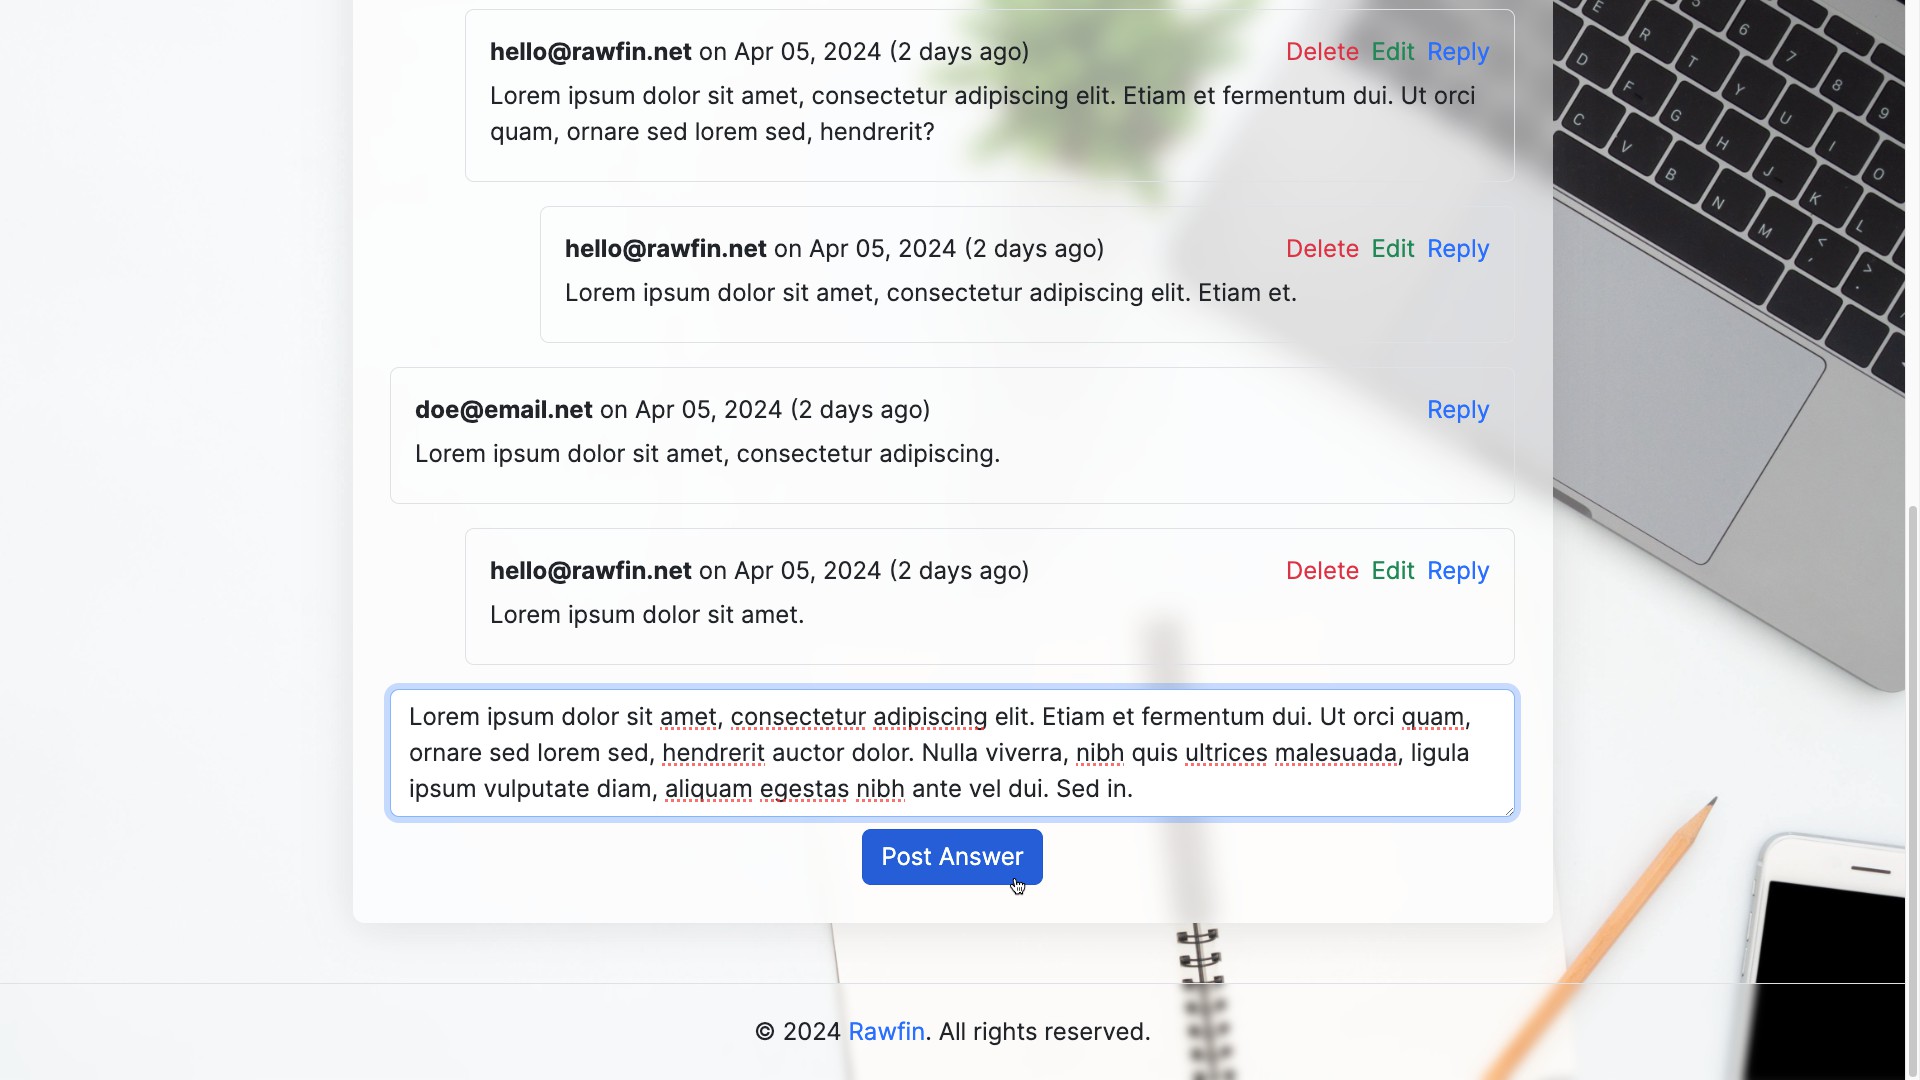 hello@rawfin.net on Apr 05, 2024 (2 days ago) Delete Edit Reply
Lorem ipsum dolor sit amet, consectetur adipiscing elit. Etiam et fermentum dui. Ut orci
quam, ornare sed lorem sed, hendrerit?
hello@rawfin.net on Apr 05, 2024 (2 days ago) Delete Edit Reply
Lorem ipsum dolor sit amet, consectetur adipiscing elit. Etiam et.
doe@email.net on Apr 05, 2024 (2 days ago) Reply
Lorem ipsum dolor sit amet, consectetur adipiscing.
hello@rawfin.net on Apr 05, 2024 (2 days ago) Delete Edit Reply
Lorem ipsum dolor sit amet.
Lorem ipsum dolor sit amet, consectetur adipiscing elit. Etiam et fermentum dui. Ut orci quam,
ornare sed lorem sed, hendrerit auctor dolor. Nulla viverra, nibh quis ultrices malesuada, ligula
ipsum vulputate diam, aliquam egestas nibh ante vel dui. Sed in.
Post Answer
© 2024 Rawfin. All rights reserved.
E 5 6 7 8 9
R T Y U I O
D F G H J K L
C V B N M < , > .